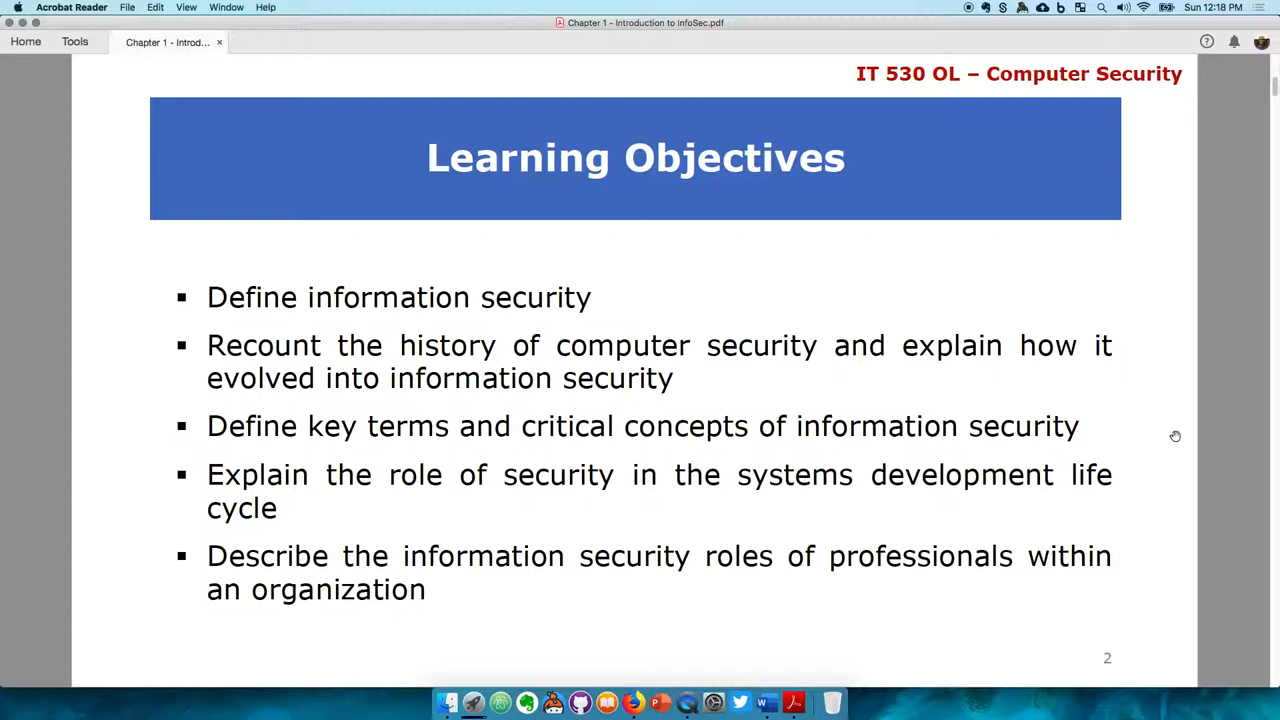 Acrobat Reader File Edit View Window Help Sun 12:18 PM
Chapter 1 - Introduction to InfoSec.pdf
Home Tools Chapter 1 - Introd... ×
IT 530 OL – Computer Security
Learning Objectives
▪ Define information security
▪ Recount the history of computer security and explain how it
evolved into information security
▪ Define key terms and critical concepts of information security
▪ Explain the role of security in the systems development life
cycle
▪ Describe the information security roles of professionals within
an organization
2